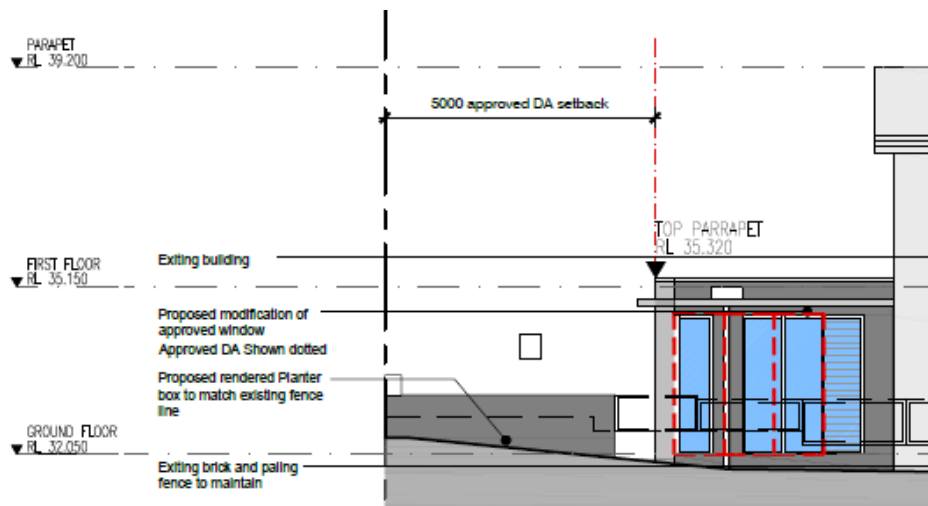 PARAPET
RL 39.200
5000 approved DA setback
TOP PARRAPET
RL 35.320
FIRST FLOOR
RL 35.150
Exiting building
Proposed modification of
approved window
Approved DA Shown dotted
Proposed rendered Planter
box to match existing fence
line
GROUND FLOOR
RL 32.050
Exiting brick and paling
fence to maintain